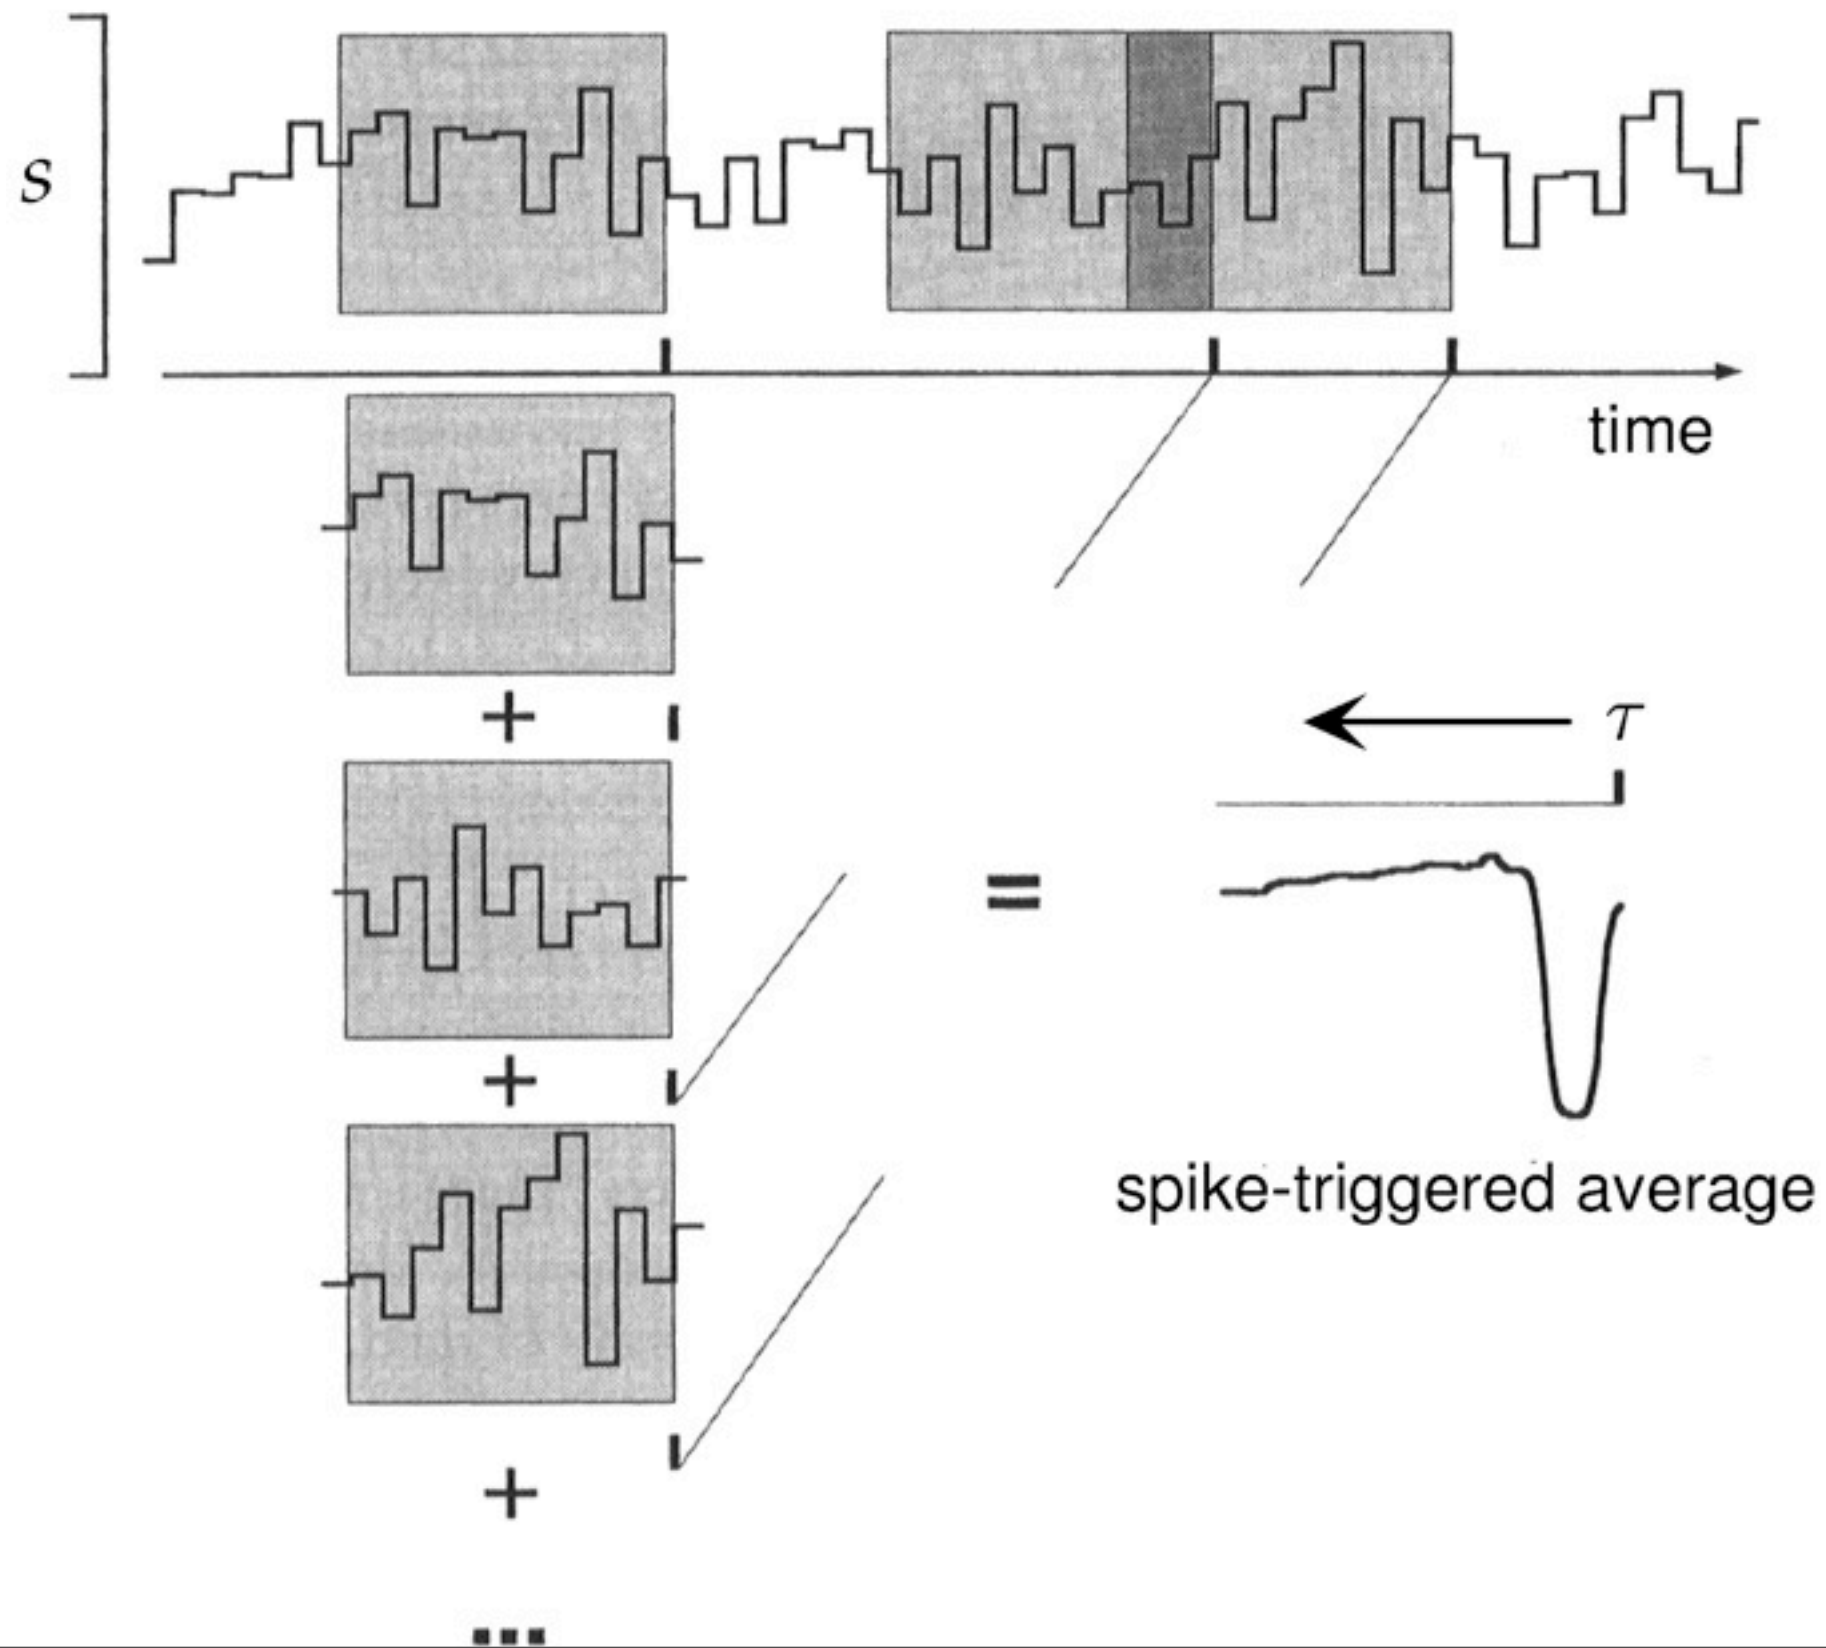 s
time
+
+
τ
=
spike-triggered average
+
...